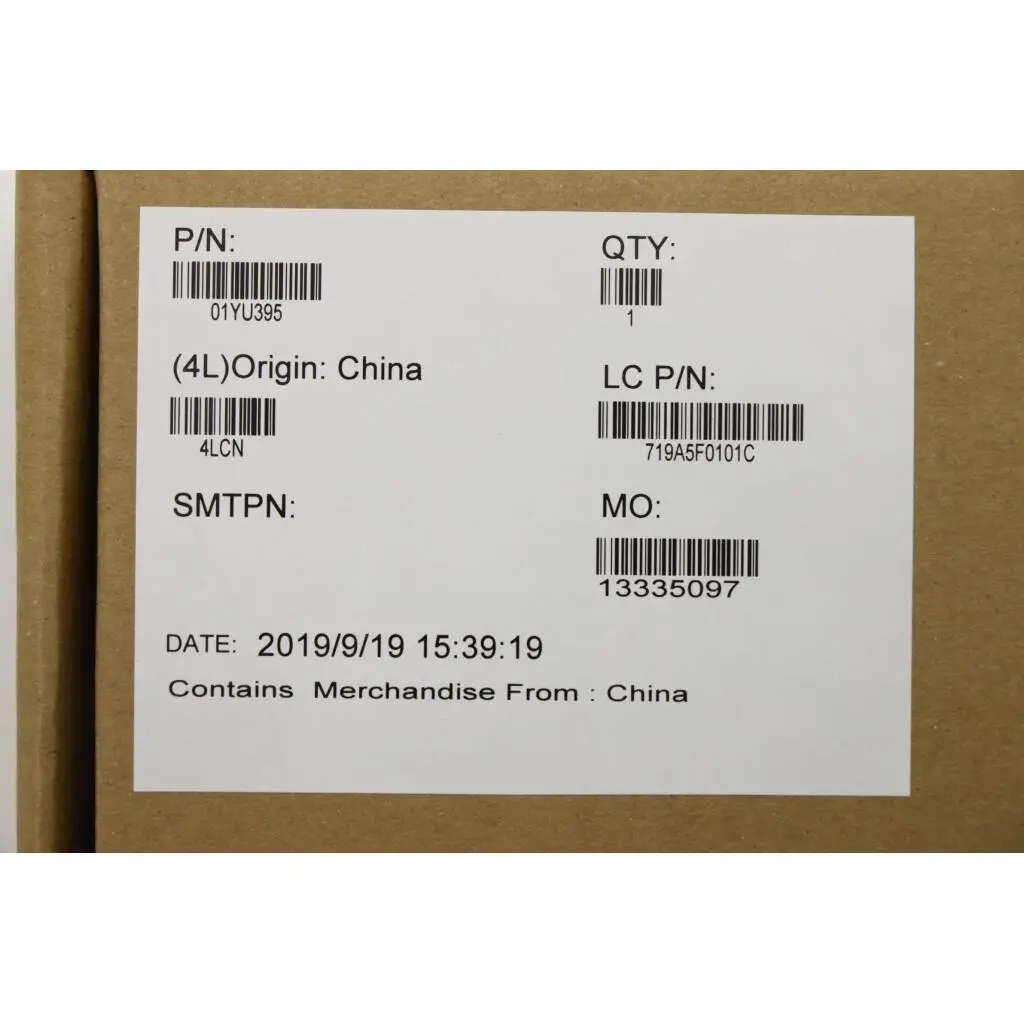 P/N:
01YU395
QTY:
1
(4L)Origin: China
4LCN
LC P/N:
719A5F0101C
SMTPN:
MO:
13335097
DATE: 2019/9/19 15:39:19
Contains Merchandise From : China